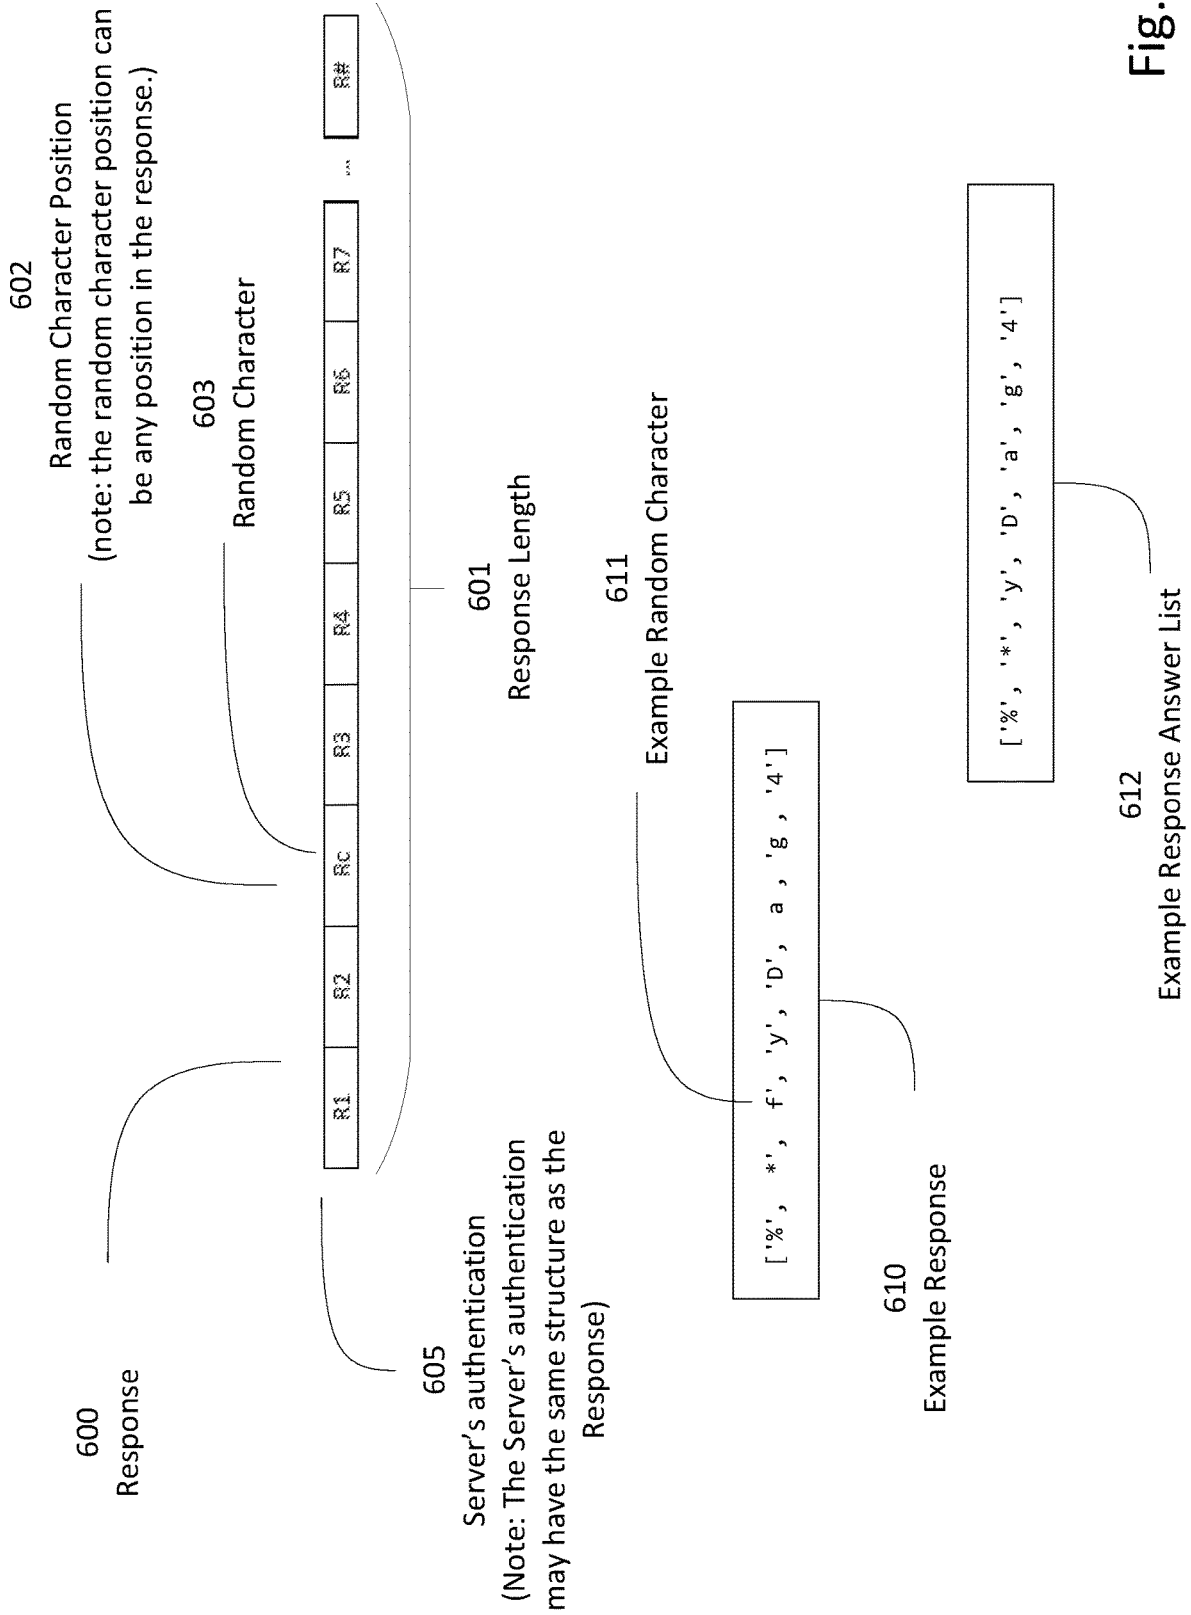 600
Response
602
Random Character Position
(note: the random character position can
be any position in the response.)
603
Random Character
R1 R2 Rc R3 R4 R5 R6 R7 ... R#
605
Server's authentication
(Note: The Server's authentication
may have the same structure as the
Response)
601
Response Length
611
Example Random Character
['%', *', f', 'y', 'D', a , 'g , '4']
610
Example Response
['%', '*', 'y', 'D', 'a', 'g', '4']
612
Example Response Answer List
Fig.